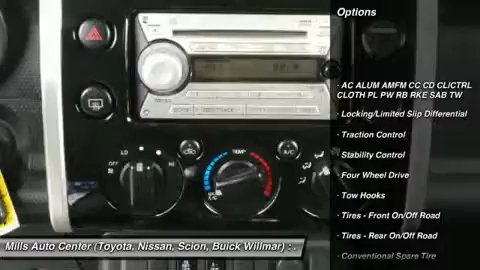 Options
· AC ALUM AMFM CC CD CL/CTRL
CLOTH PL PW RB RKE SAB TW
· Locking/Limited Slip Differential
· Traction Control
· Stability Control
· Four Wheel Drive
· Tow Hooks
· Tires - Front On/Off Road
· Tires - Rear On/Off Road
· Conventional Spare Tire
LO
HI
OFF
TEMP
A/C
Mills Auto Center (Toyota, Nissan, Scion, Buick Willmar) : .